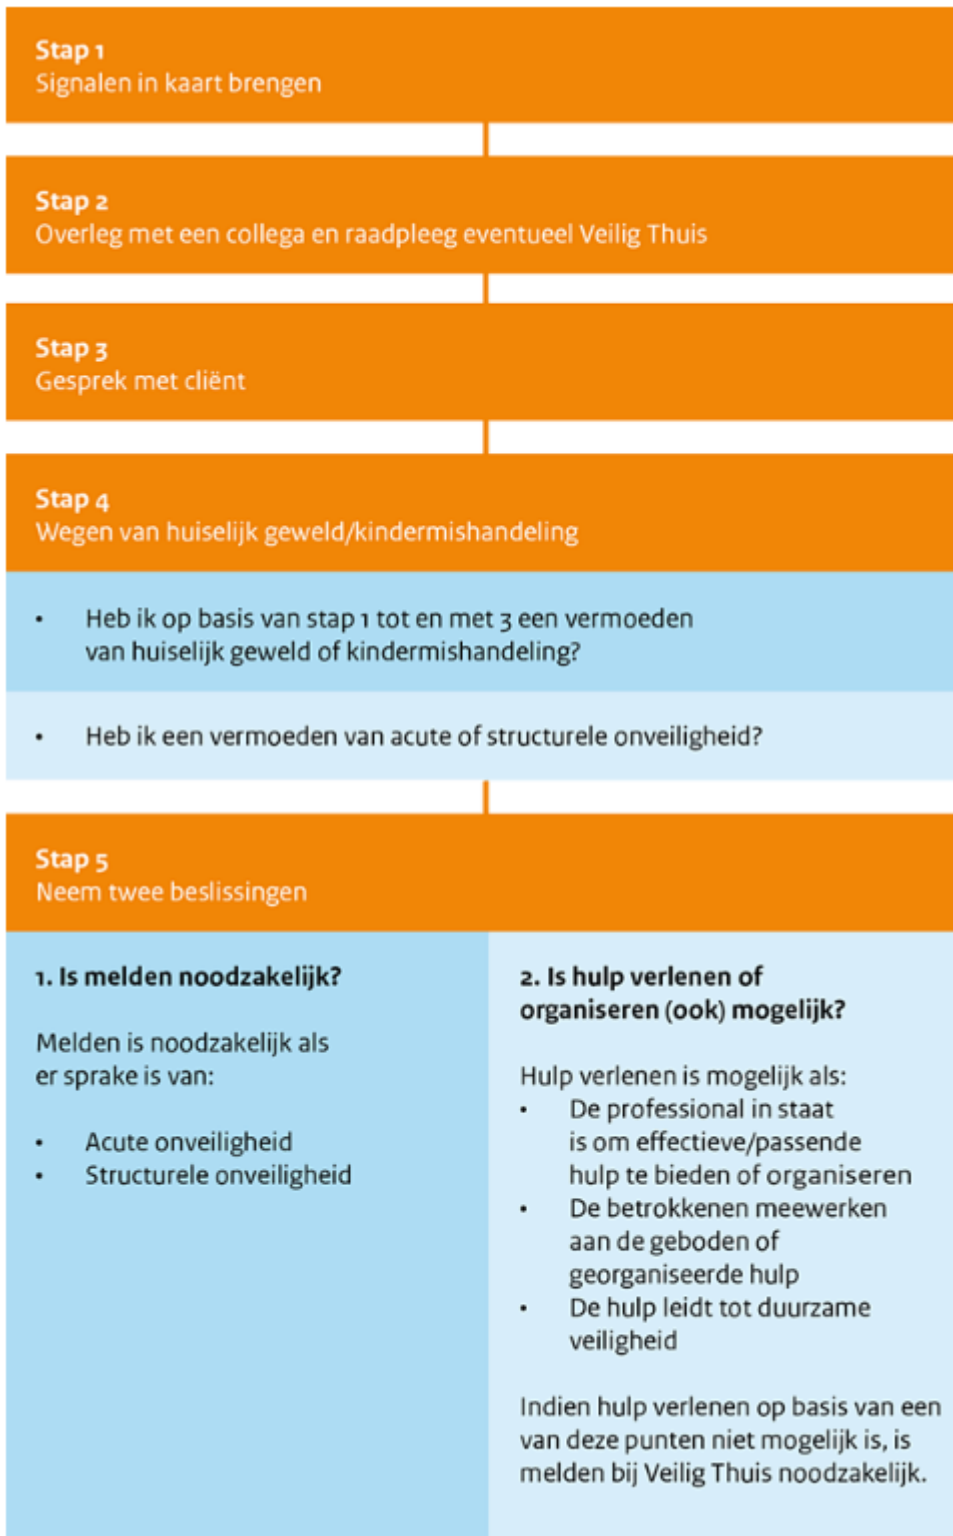 Stap 1
Signalen in kaart brengen
Stap 2
Overleg met een collega en raadpleeg eventueel Veilig Thuis
Stap 3
Gesprek met cliënt
Stap 4
Wegen van huiselijk geweld/kindermishandeling
• Heb ik op basis van stap 1 tot en met 3 een vermoeden
van huiselijk geweld of kindermishandeling?
• Heb ik een vermoeden van acute of structurele onveiligheid?
Stap 5
Neem twee beslissingen
1. Is melden noodzakelijk?
Melden is noodzakelijk als
er sprake is van:
• Acute onveiligheid
• Structurele onveiligheid
2. Is hulp verlenen of
organiseren (ook) mogelijk?
Hulp verlenen is mogelijk als:
• De professional in staat
is om effectieve/passende
hulp te bieden of organiseren
• De betrokkenen meewerken
aan de geboden of
georganiseerde hulp
• De hulp leidt tot duurzame
veiligheid
Indien hulp verlenen op basis van een
van deze punten niet mogelijk is, is
melden bij Veilig Thuis noodzakelijk.